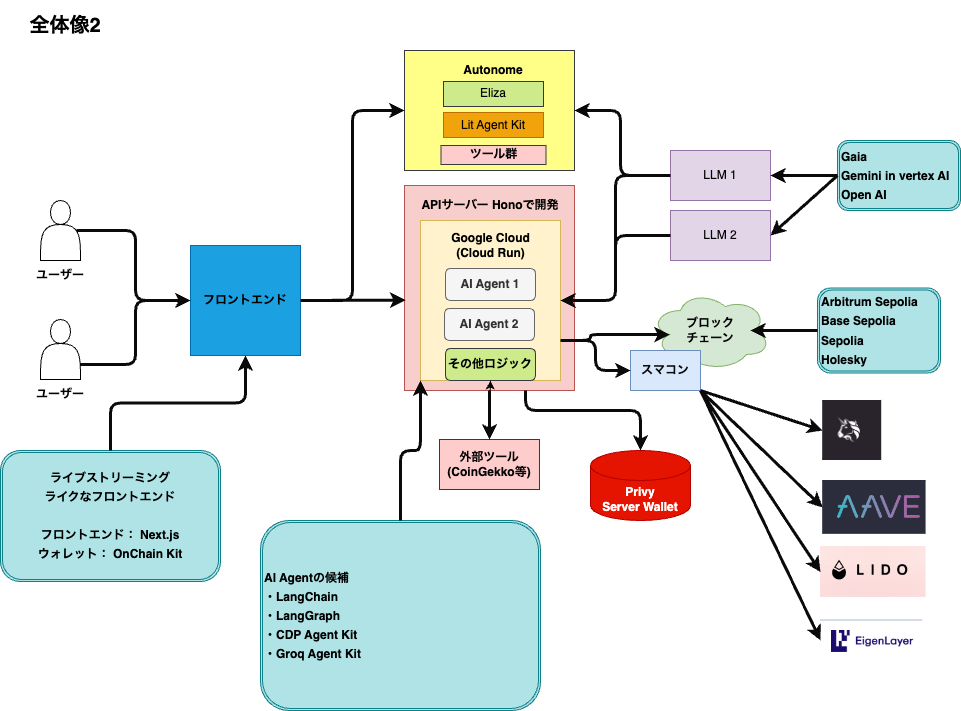 全体像2
Autonome
Eliza
Lit Agent Kit
ツール群
APIサーバー Honoで開発
Google Cloud
(Cloud Run)
AI Agent 1
AI Agent 2
その他ロジック
LLM 1
LLM 2
Gaia
Gemini in vertex AI
Open AI
ユーザー
ユーザー
フロントエンド
ブロック
チェーン
スマコン
Arbitrum Sepolia
Base Sepolia
Sepolia
Holesky
外部ツール
(CoinGekko等)
Privy
Server Wallet
AAVE
LIDO
EigenLayer
ライブストリーミング
ライクなフロントエンド
フロントエンド： Next.js
ウォレット： OnChain Kit
AI Agentの候補
・LangChain
・LangGraph
・CDP Agent Kit
・Groq Agent Kit